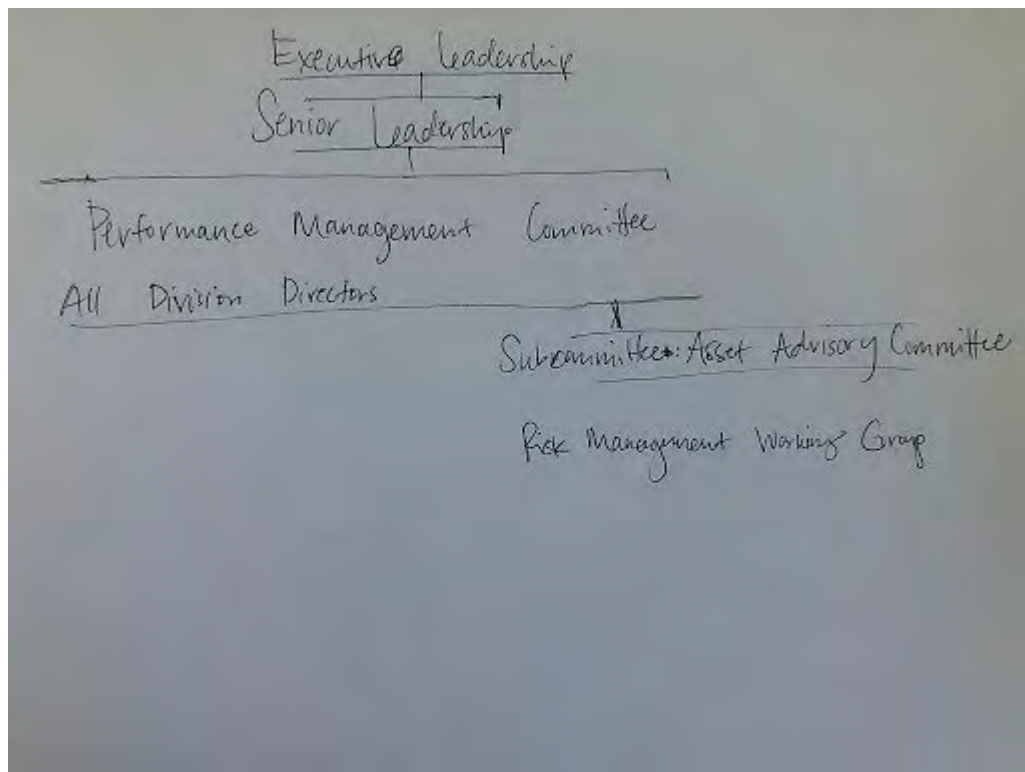 Executive Leadership
Senior Leadership
Performance Management Committee
All Division Directors
Subcommittee: Asset Advisory Committee
Risk Management Working Group